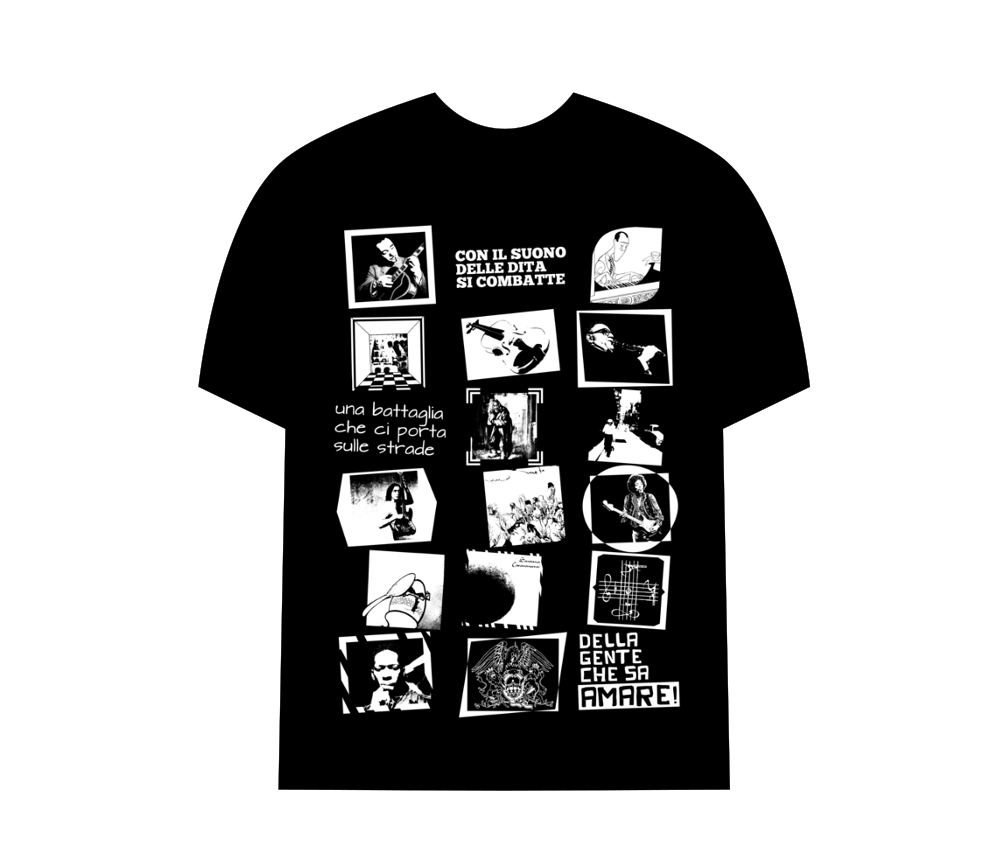 CON IL SUONO
DELLE DITA
SI COMBATTE
una battaglia
che ci porta
sulle strade
DELLA
GENTE
CHE SA
AMARE!